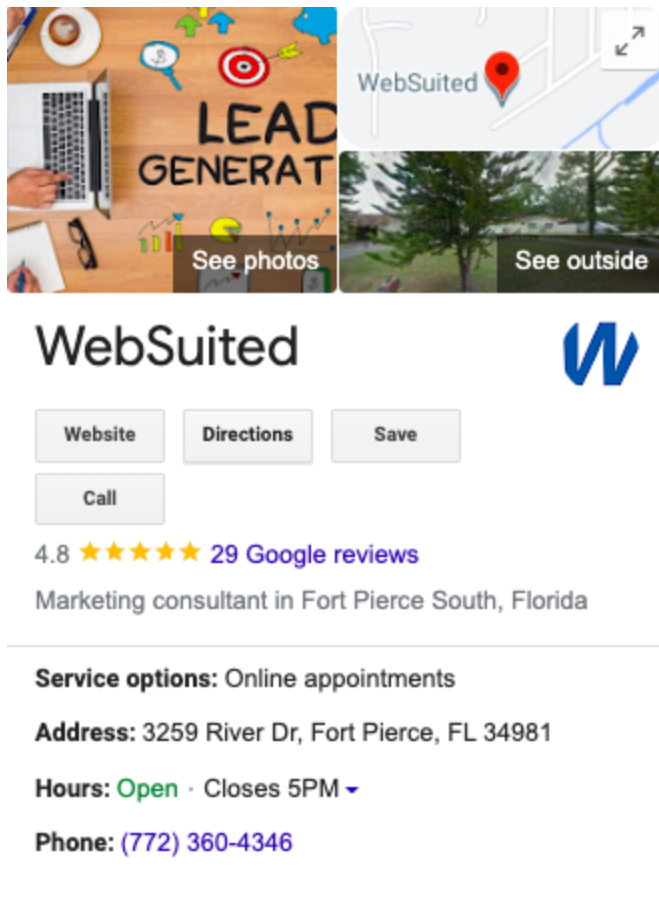 LEAD
GENERAT
See photos
WebSuited
See outside
WebSuited
Website
Directions
Save
Call
4.8 29 Google reviews
Marketing consultant in Fort Pierce South, Florida
Service options: Online appointments
Address: 3259 River Dr, Fort Pierce, FL 34981
Hours: Open · Closes 5PM
Phone: (772) 360-4346